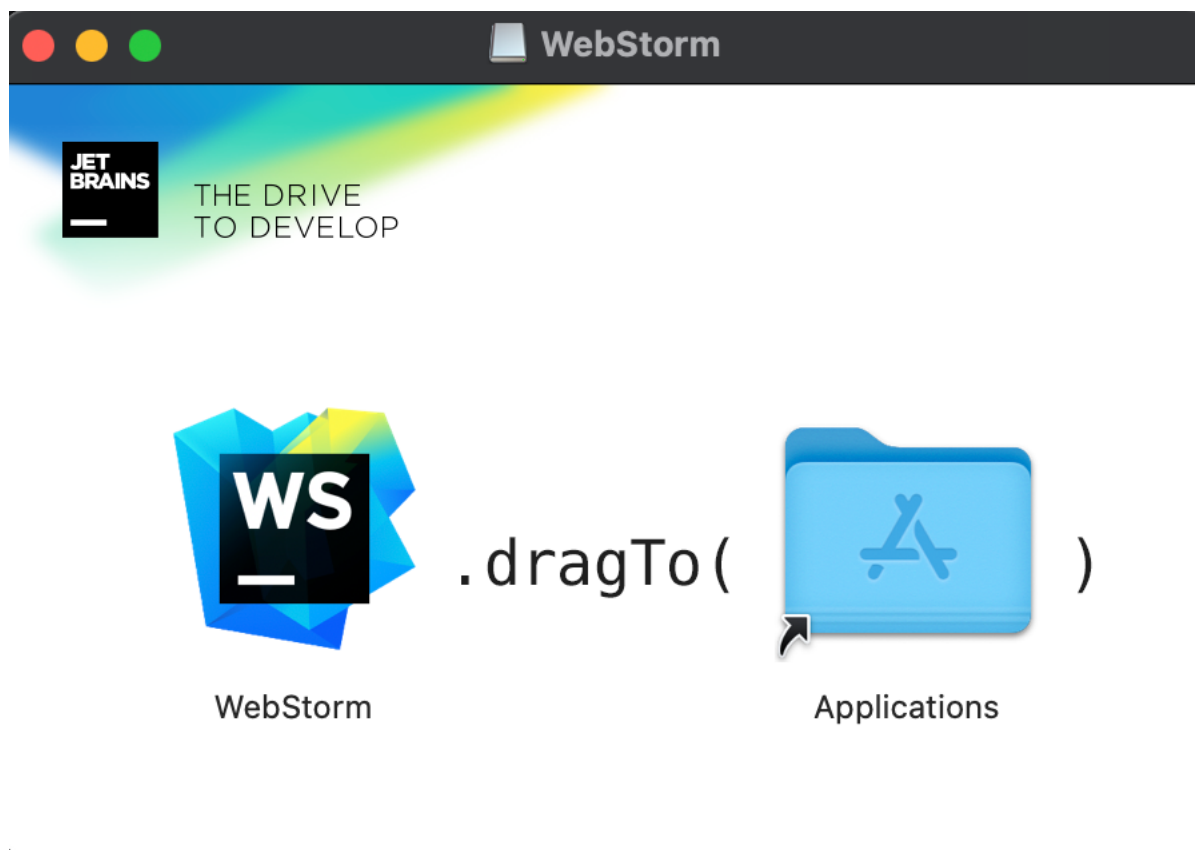 WebStorm
JET
BRAINS
THE DRIVE
TO DEVELOP
WS
.dragTo( )
WebStorm
Applications